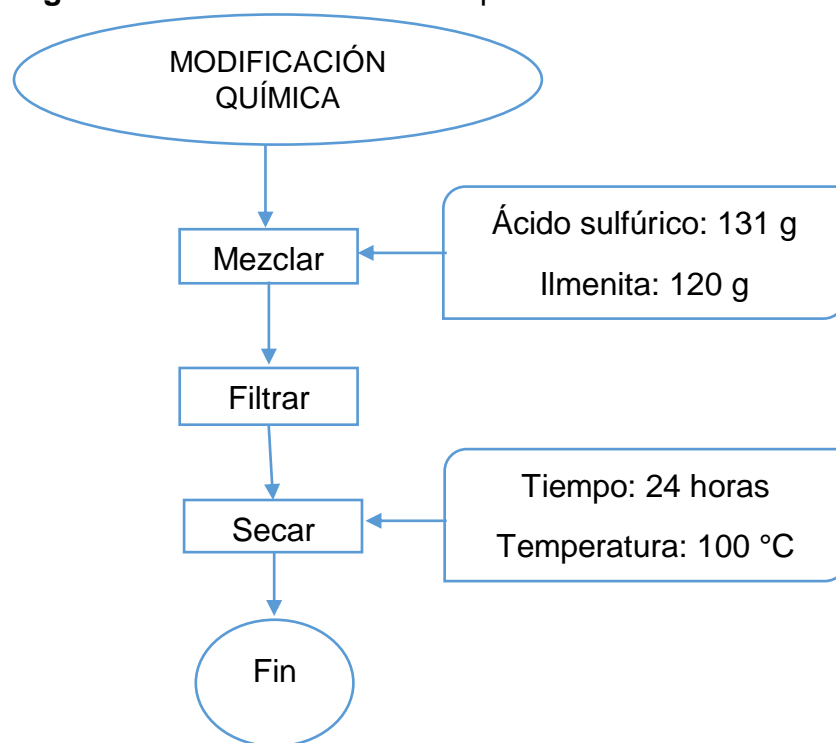 MODIFICACIÓN
QUÍMICA
Mezclar
Ácido sulfúrico: 131 g
Ilmenita: 120 g
Filtrar
Secar
Tiempo: 24 horas
Temperatura: 100 °C
Fin